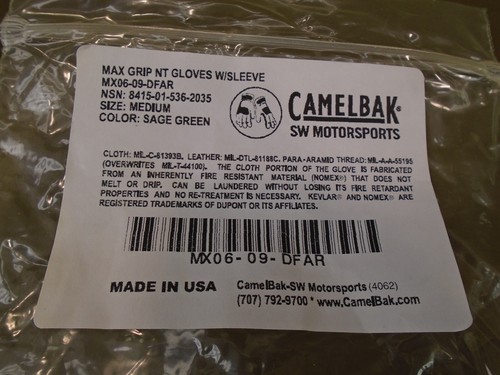 MAX GRIP NT GLOVES W/SLEEVE
MX06-09-DFAR
NSN: 8415-01-536-2035
SIZE: MEDIUM
COLOR: SAGE GREEN
CAMELBAK®
SW MOTORSPORTS
CLOTH: MIL-C-81393B. LEATHER: MIL-DTL-81188C. PARA-ARAMID THREAD: MIL-A-A-55195
(OVERWRITES MIL-T-44100). THE CLOTH PORTION OF THE GLOVE IS FABRICATED
FROM AN INHERENTLY FIRE RESISTANT MATERIAL (NOMEX®) THAT DOES NOT
MELT OR DRIP. CAN BE LAUNDERED WITHOUT LOSING ITS FIRE RETARDANT
PROPERTIES AND NO RE-TREATMENT IS NECESSARY. KEVLAR® AND NOMEX® ARE
REGISTERED TRADEMARKS OF DUPONT OR ITS AFFILIATES.
MX06-09-DFAR
MADE IN USA
CamelBak-SW Motorsports (4062)
(707) 792-9700 * www.CamelBak.com